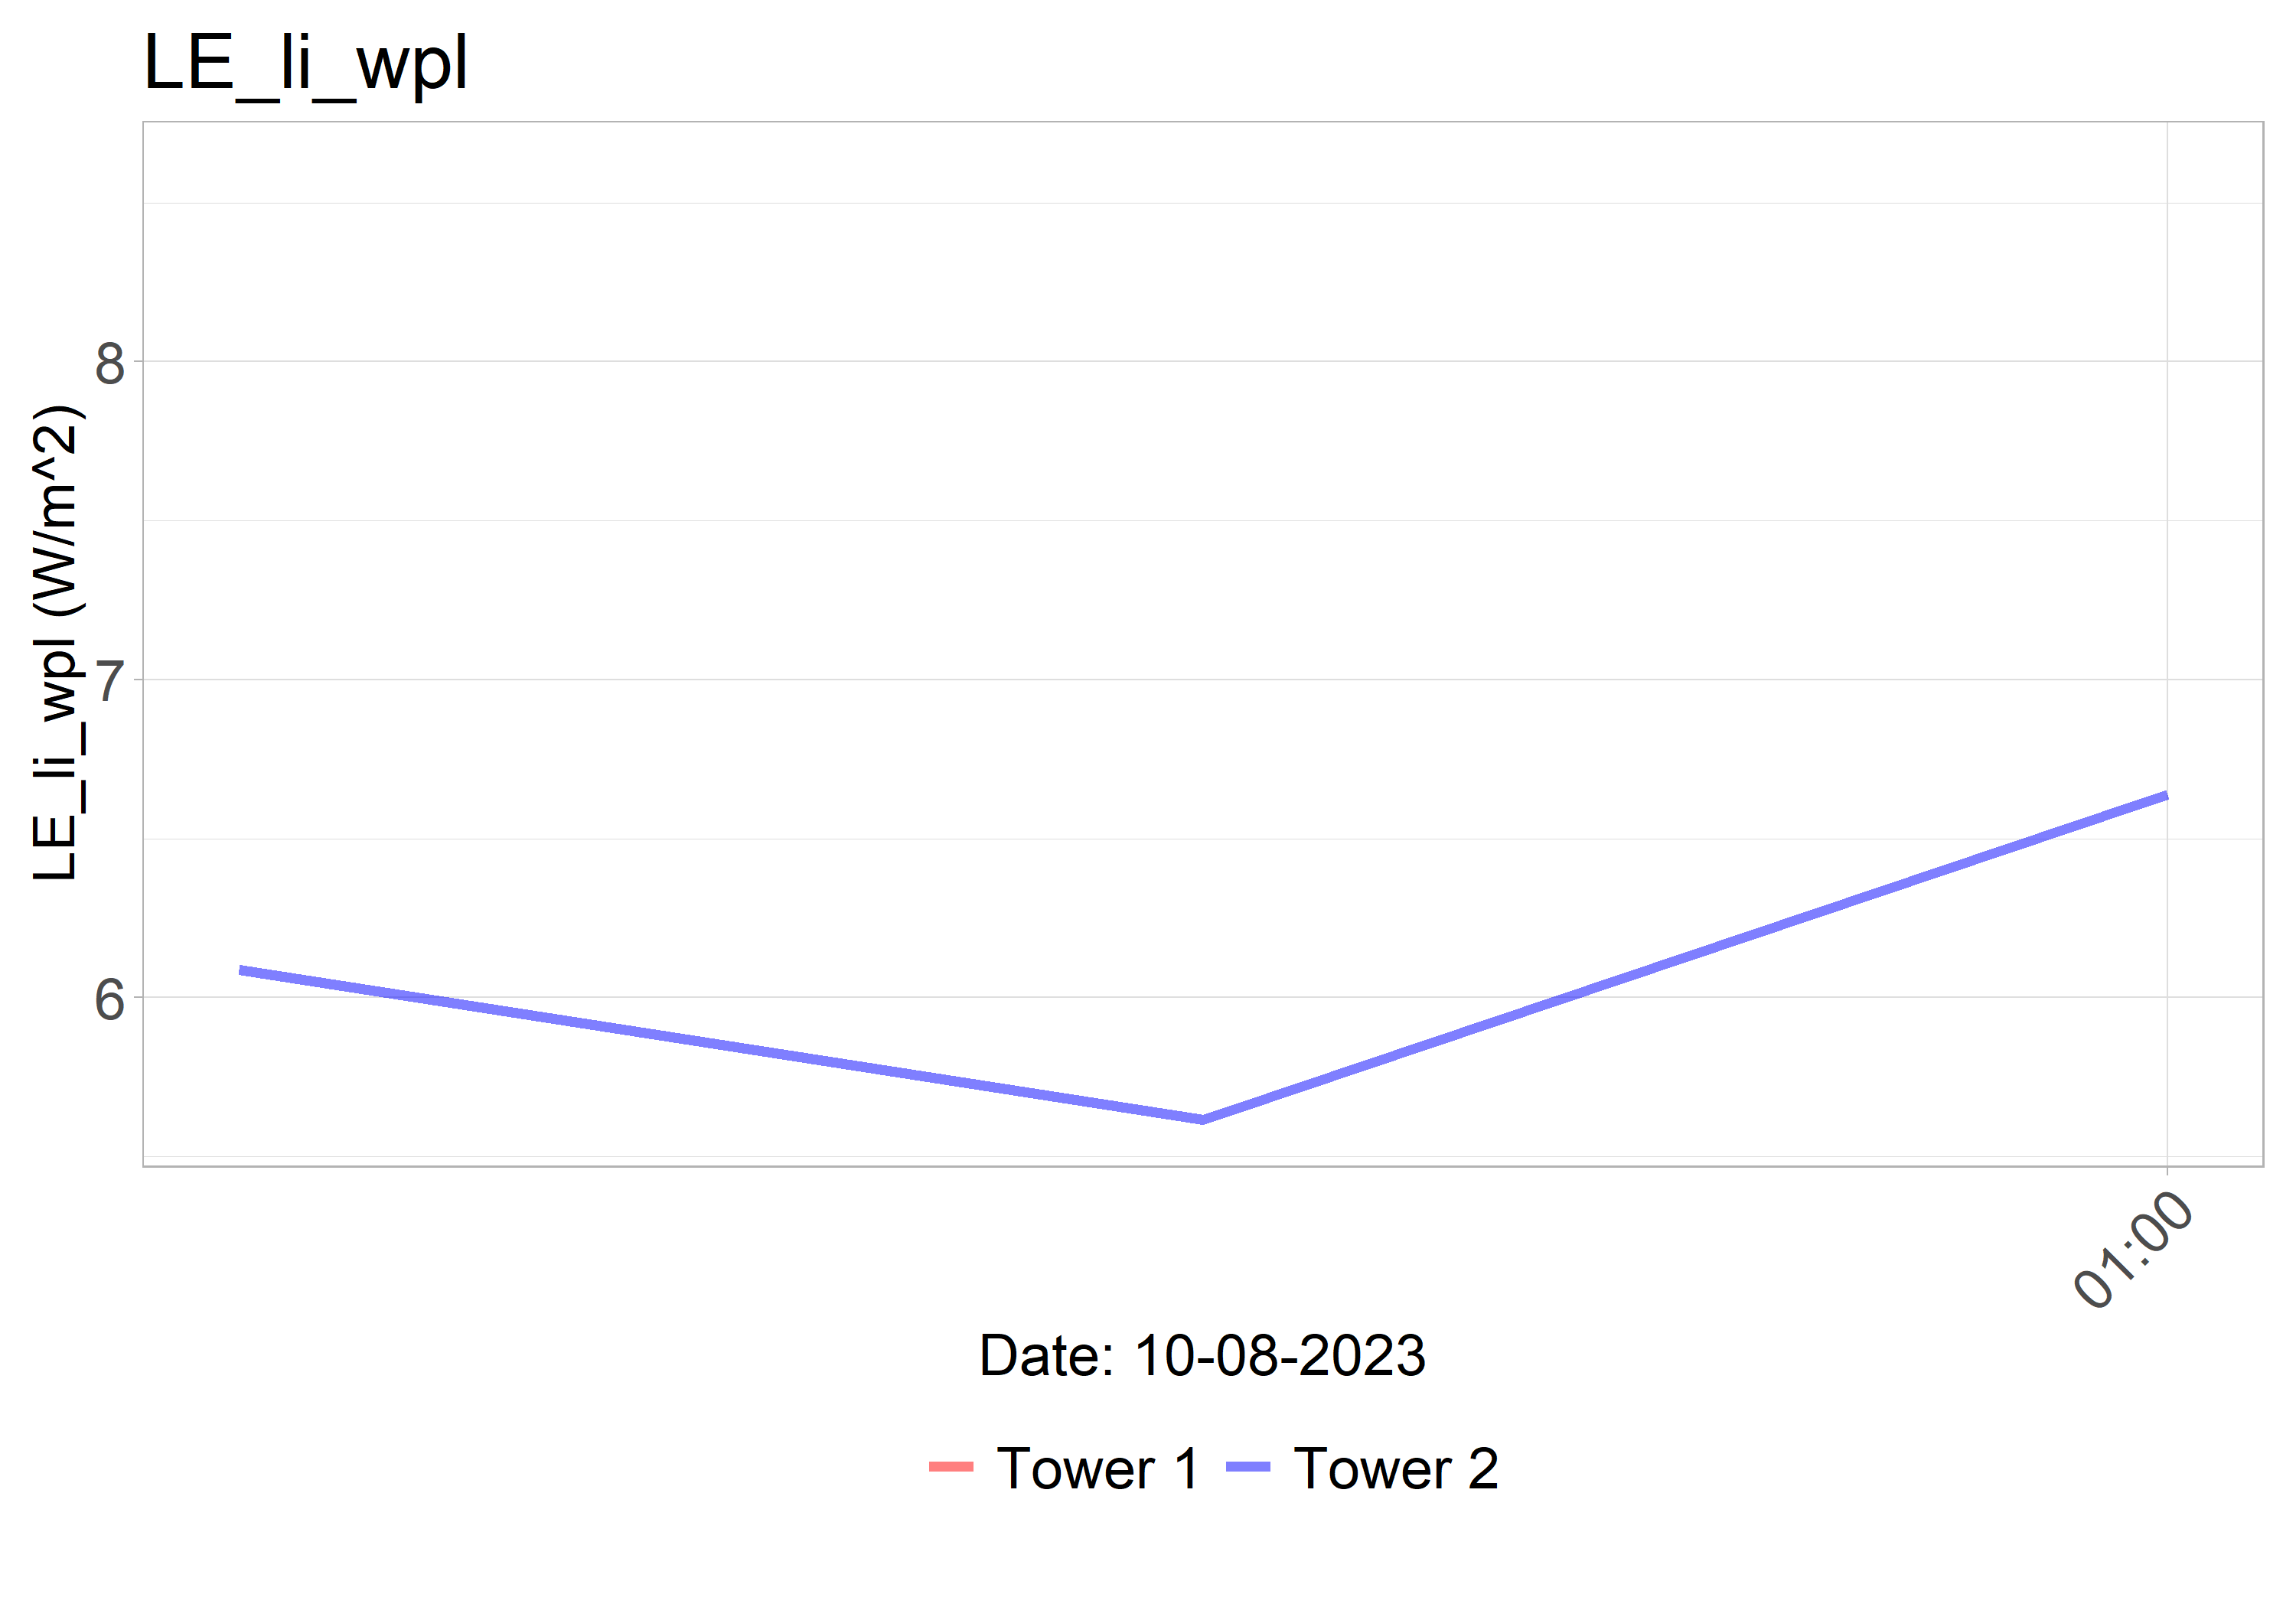 LE_li_wpl
LE_li_wpl (W/m^2)
8
7
6
01:00
Date: 10-08-2023
Tower 1
Tower 2